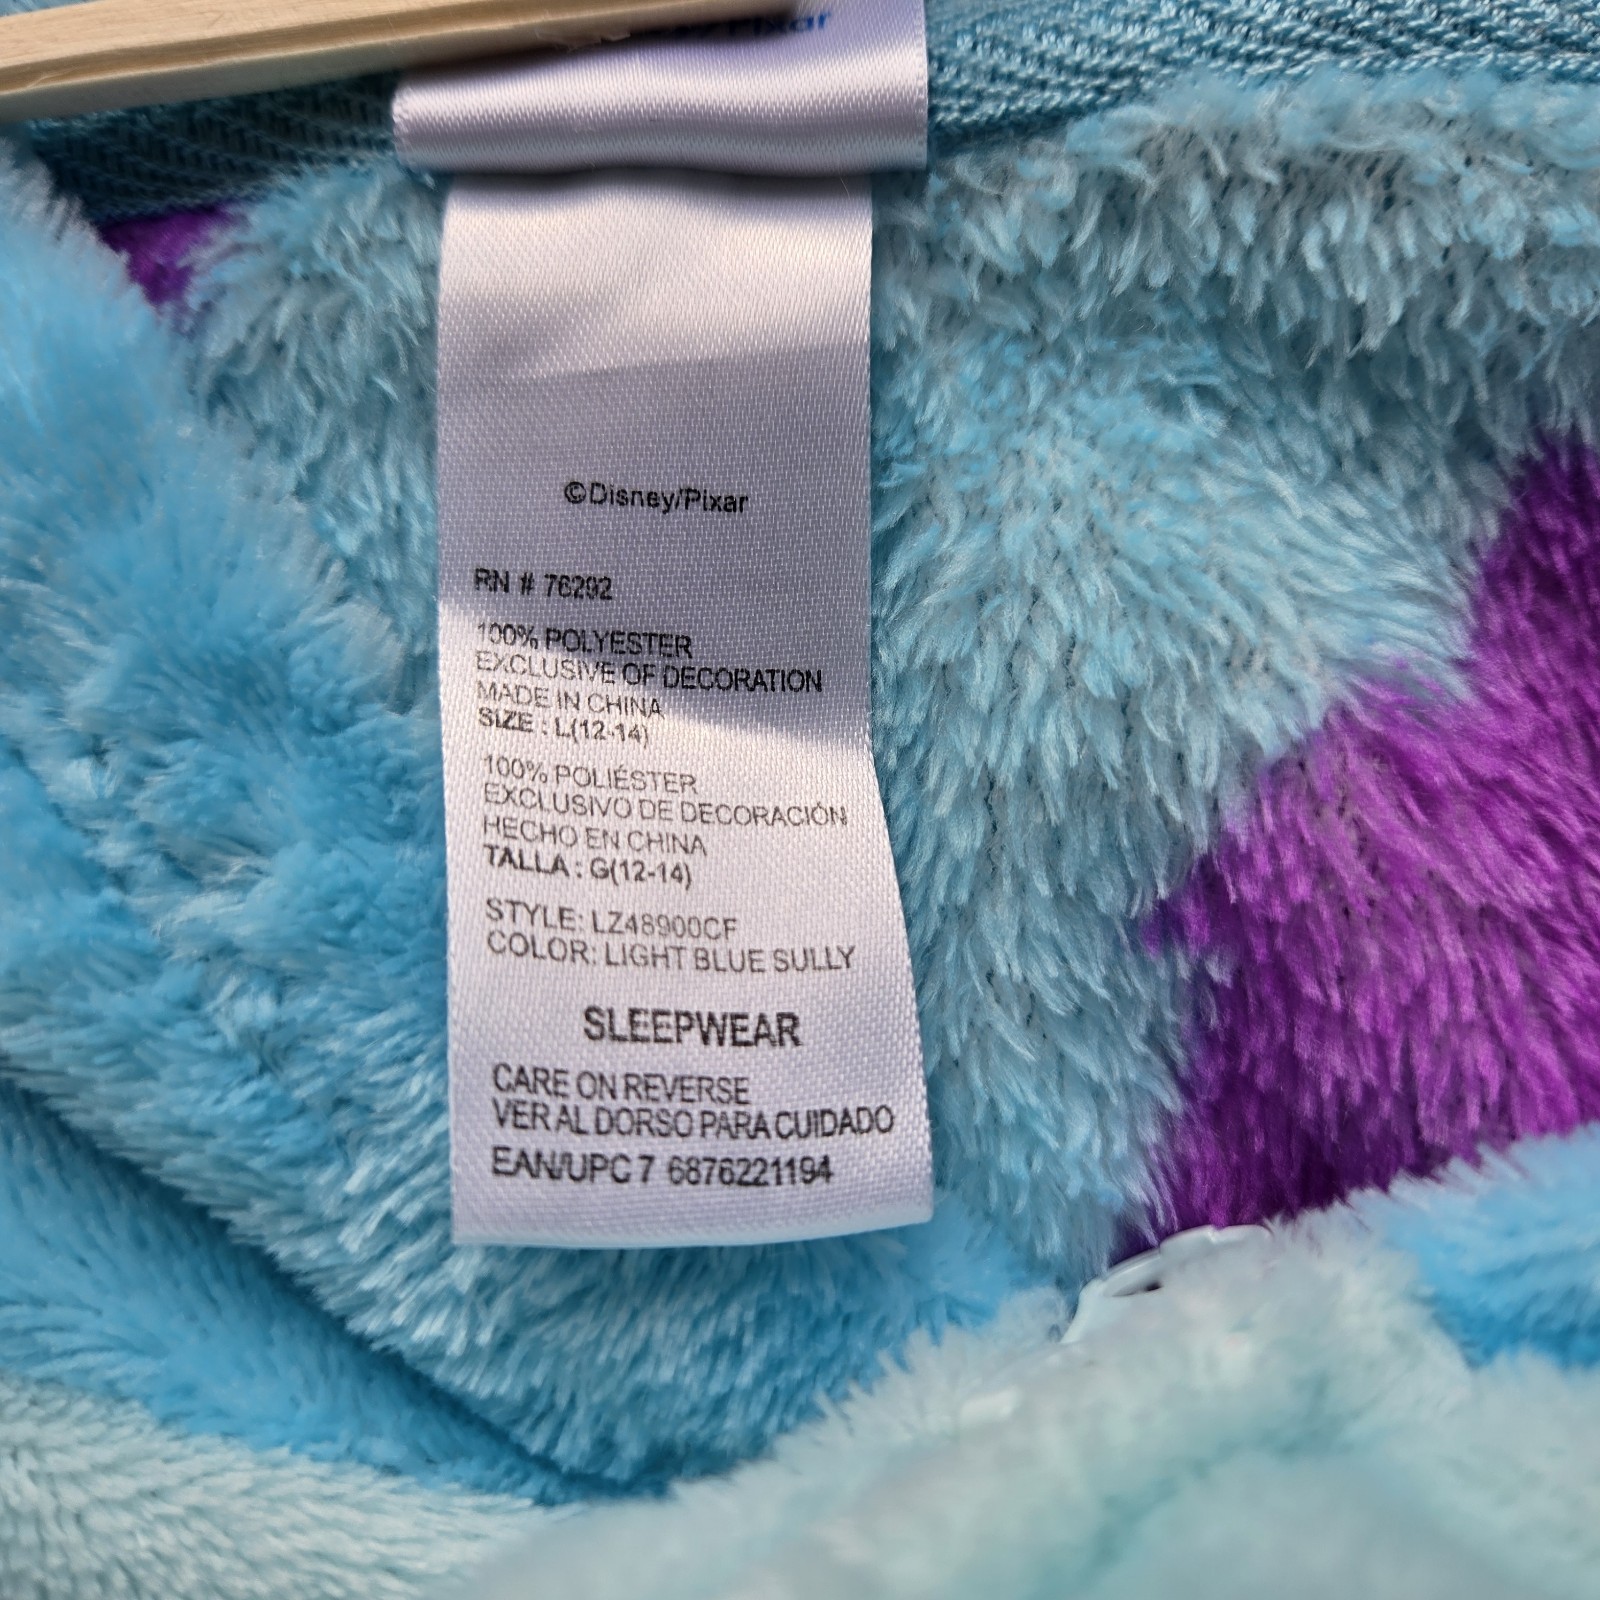 Pixar
©Disney/Pixar
RN # 76292
100% POLYESTER
EXCLUSIVE OF DECORATION
MADE IN CHINA
SIZE : L(12-14)
100% POLIÉSTER
EXCLUSIVO DE DECORACIÓN
HECHO EN CHINA
TALLA : G(12-14)
STYLE: LZ48900CF
COLOR: LIGHT BLUE SULLY
SLEEPWEAR
CARE ON REVERSE
VER AL DORSO PARA CUIDADO
EAN/UPC 7 6876221194